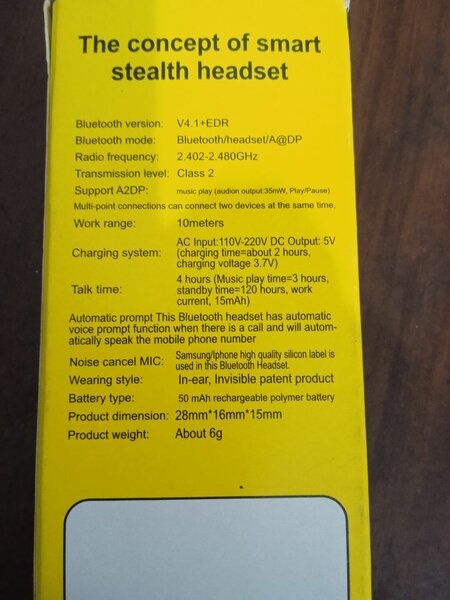 The concept of smart
stealth headset
Bluetooth version: V4.1+EDR
Bluetooth mode: Bluetooth/headset/A@DP
Radio frequency: 2.402-2.480GHz
Transmission level: Class 2
Support A2DP: music play (audion output:35mW, Play/Pause)
Multi-point connections can connect two devices at the same time,
Work range: 10meters
Charging system: AC Input:110V-220V DC Output: 5V
(charging time=about 2 hours,
charging voltage 3.7V)
Talk time: 4 hours (Music play time=3 hours,
standby time=120 hours, work
current, 15mAh)
Automatic prompt This Bluetooth headset has automatic
voice prompt function when there is a call and will autom-
atically speak the mobile phone number
Noise cancel MIC: Samsung/Iphone high quality silicon label is
used in this Bluetooth Headset.
Wearing style: In-ear, Invisible patent product
Battery type: 50 mAh rechargeable polymer battery
Product dimension: 28mm*16mm*15mm
Product weight: About 6g